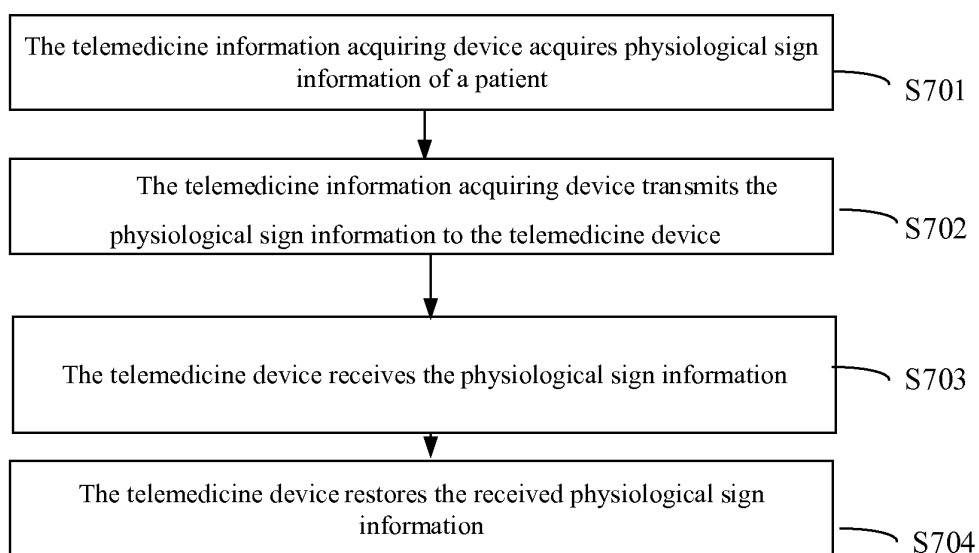 The telemedicine information acquiring device acquires physiological sign
information of a patient
S701
The telemedicine information acquiring device transmits the
physiological sign information to the telemedicine device
S702
The telemedicine device receives the physiological sign information
S703
The telemedicine device restores the received physiological sign
information
S704